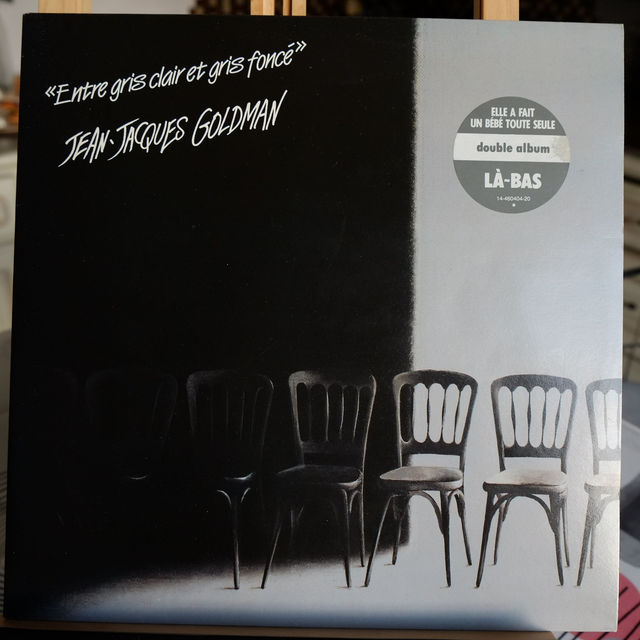 «Entre gris clair et gris foncé»
JEAN-JACQUES GOLDMAN
ELLE A FAIT
UN BÉBÉ TOUTE SEULE
double album
LÀ-BAS
14-460404-20